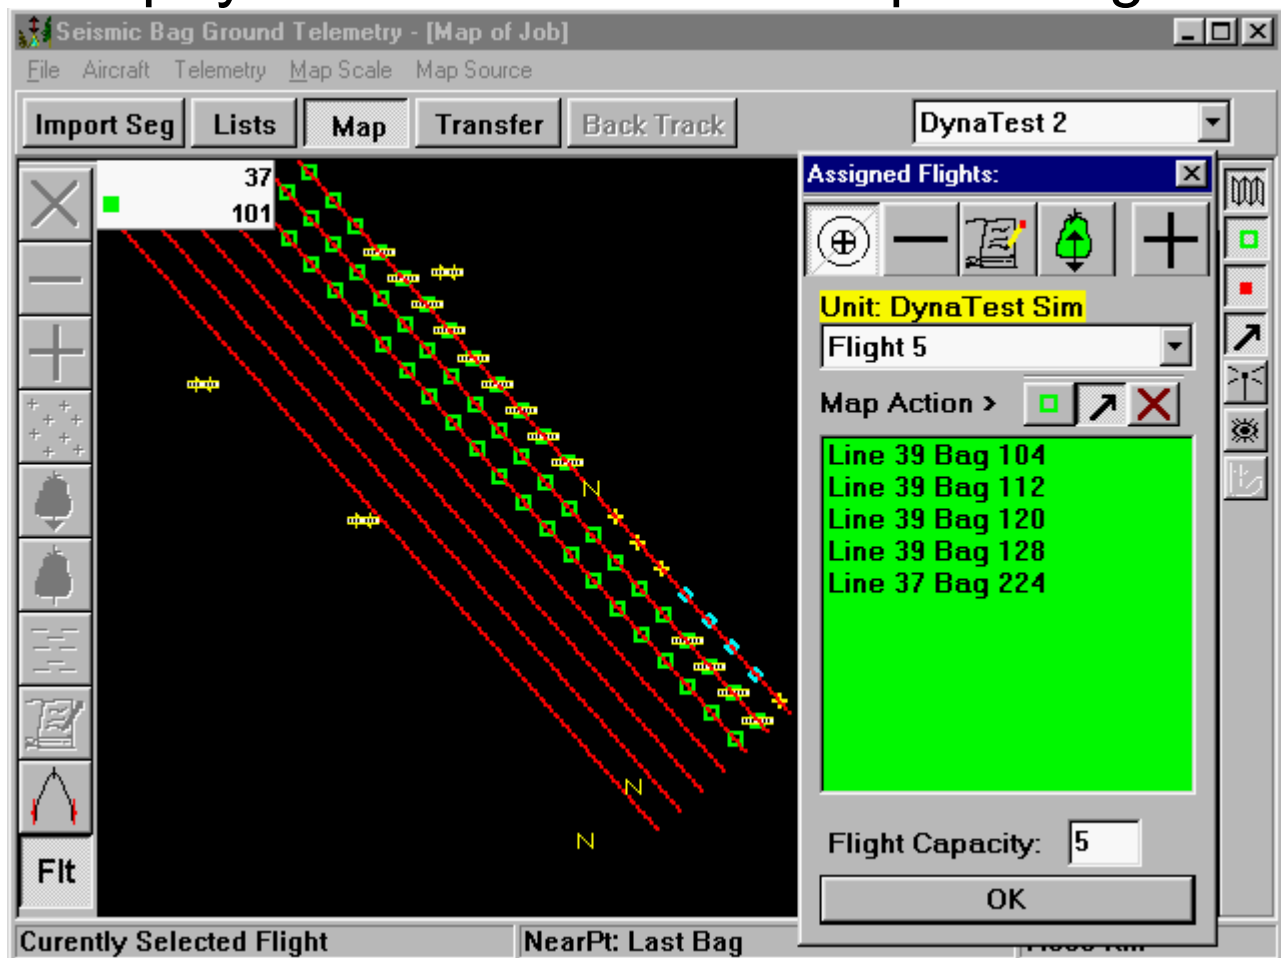 Seismic Bag Ground Telemetry - [Map of Job]
File Aircraft Telemetry Map Scale Map Source
Import Seg Lists Map Transfer Back Track DynaTest 2
37
101
Assigned Flights:
Unit: DynaTest Sim
Flight 5
Map Action >
Line 39 Bag 104
Line 39 Bag 112
Line 39 Bag 120
Line 39 Bag 128
Line 37 Bag 224
N
N
N
Flight Capacity: 5
Flt
OK
Curently Selected Flight NearPt: Last Bag